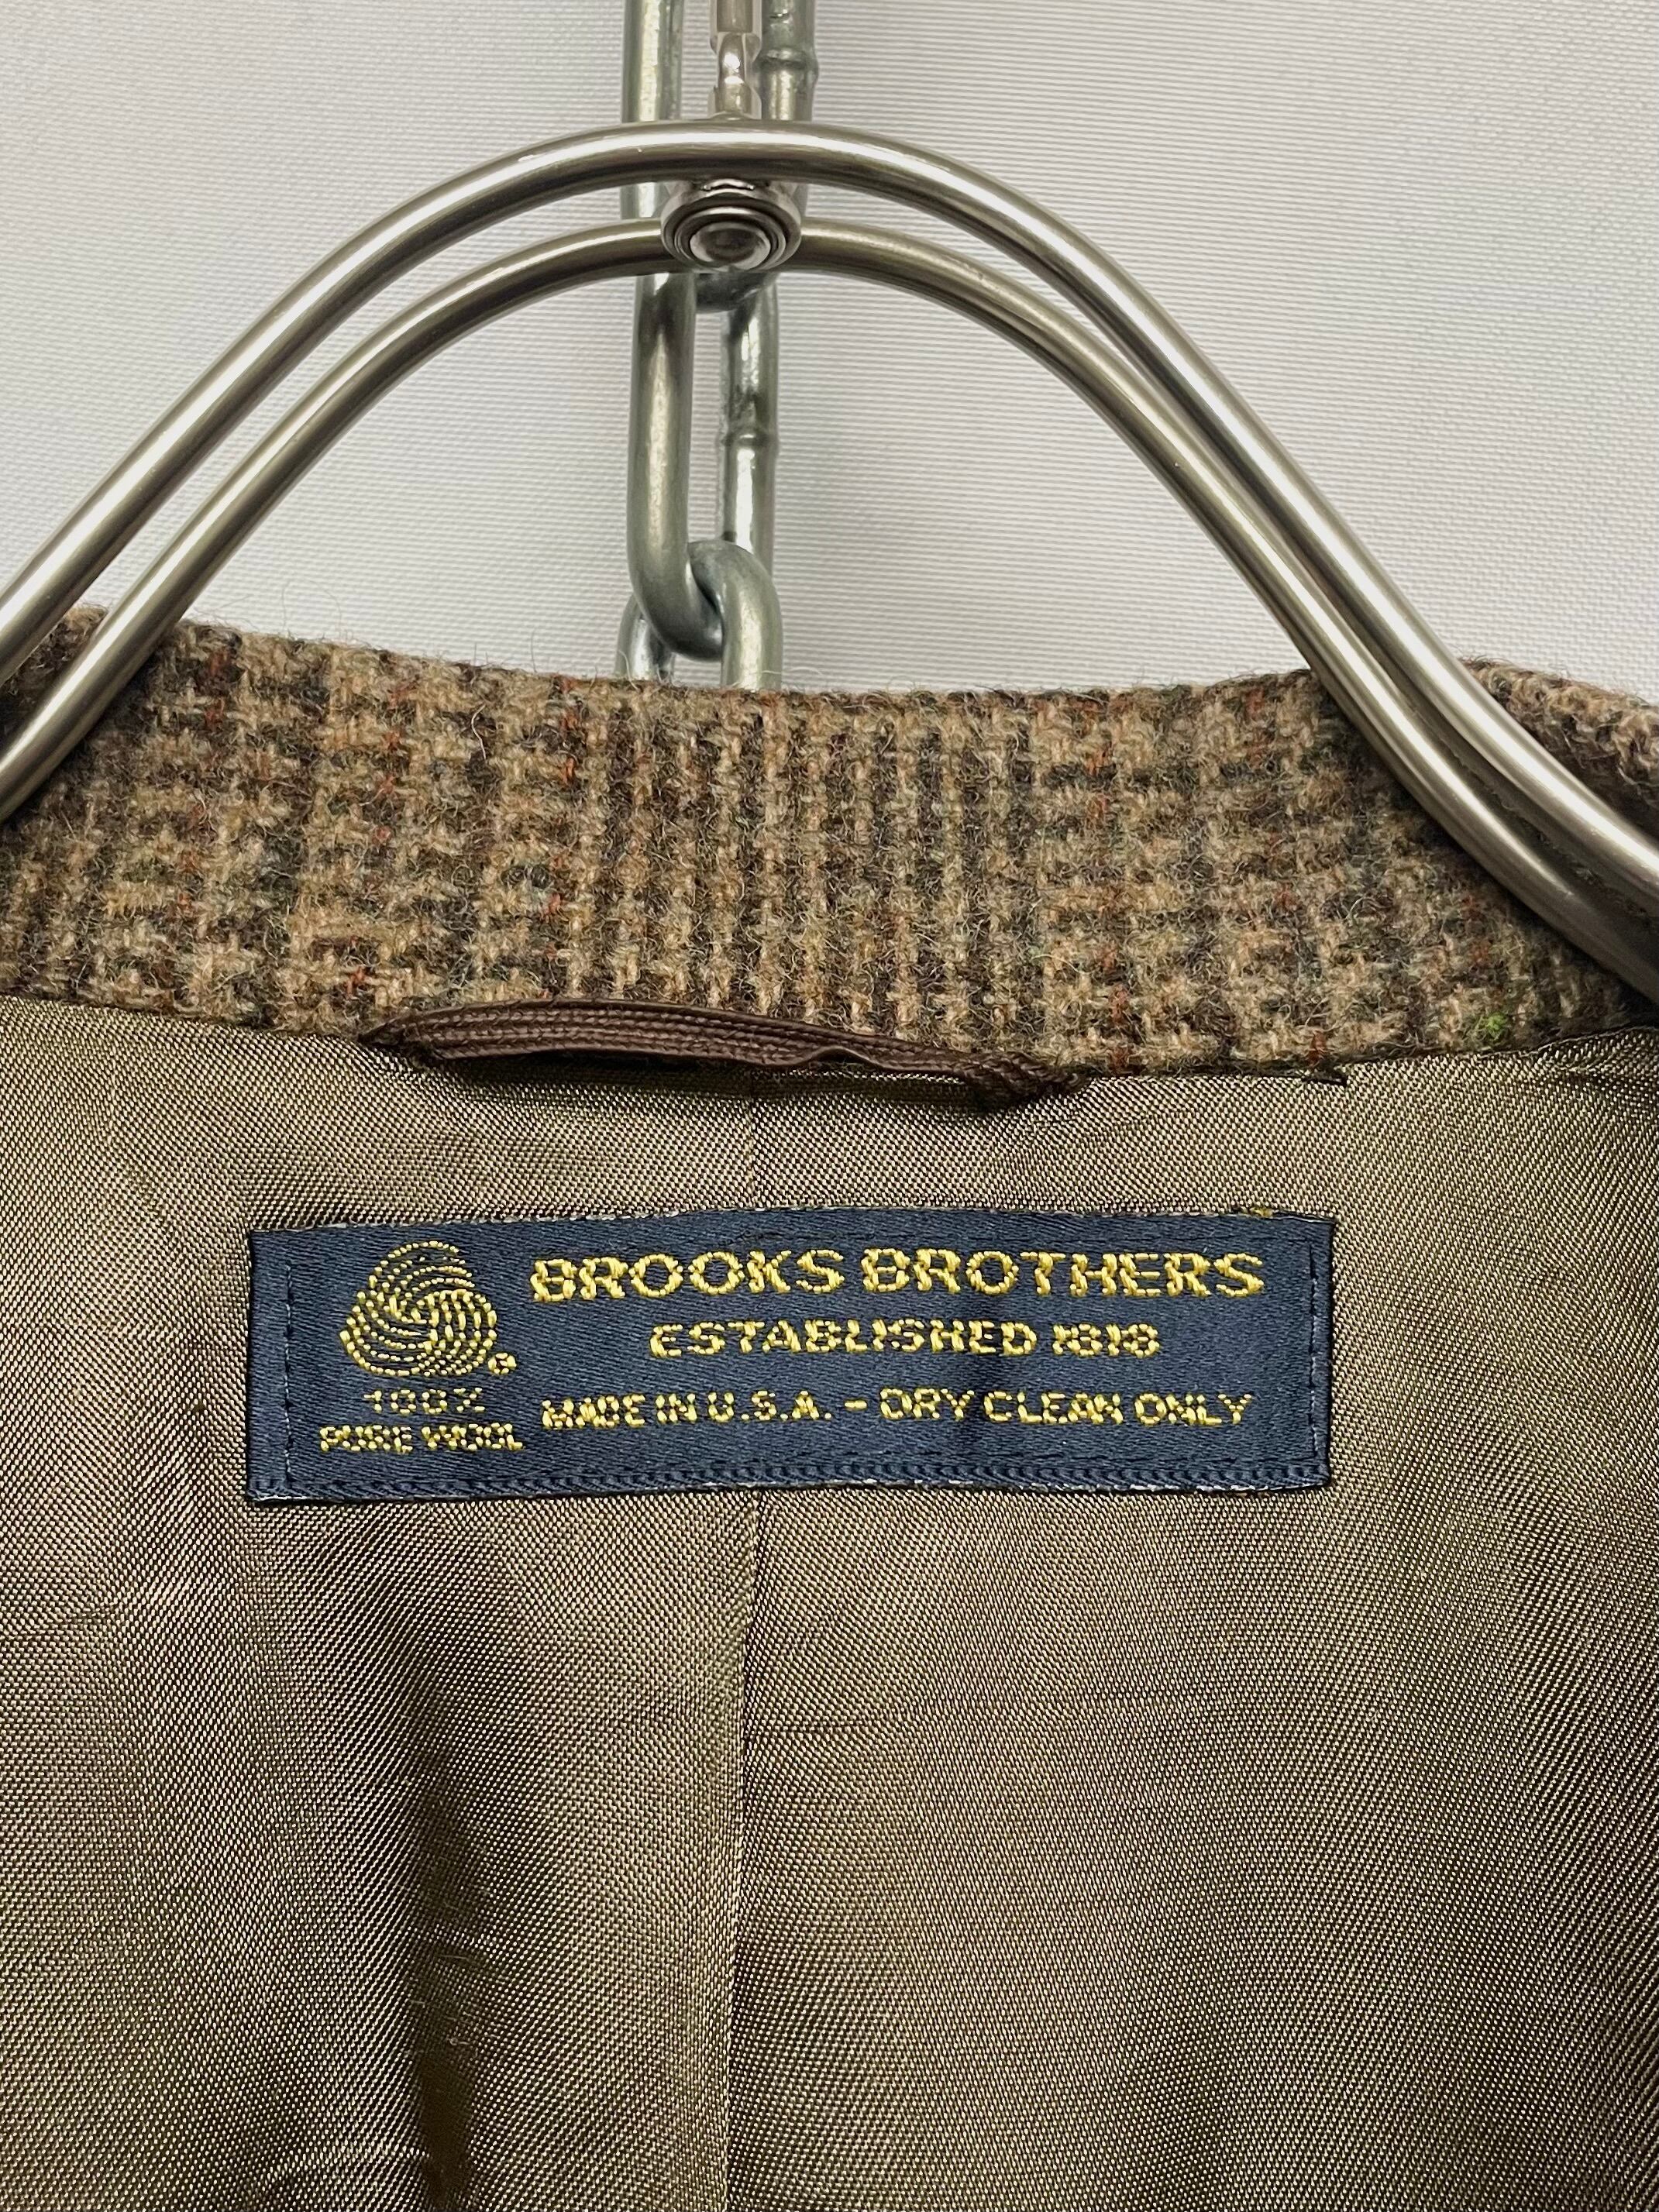 BROOKS BROTHERS
ESTABLISHED 1818
MADE IN U.S.A. - DRY CLEAN ONLY
®
100%
PURE WOOL